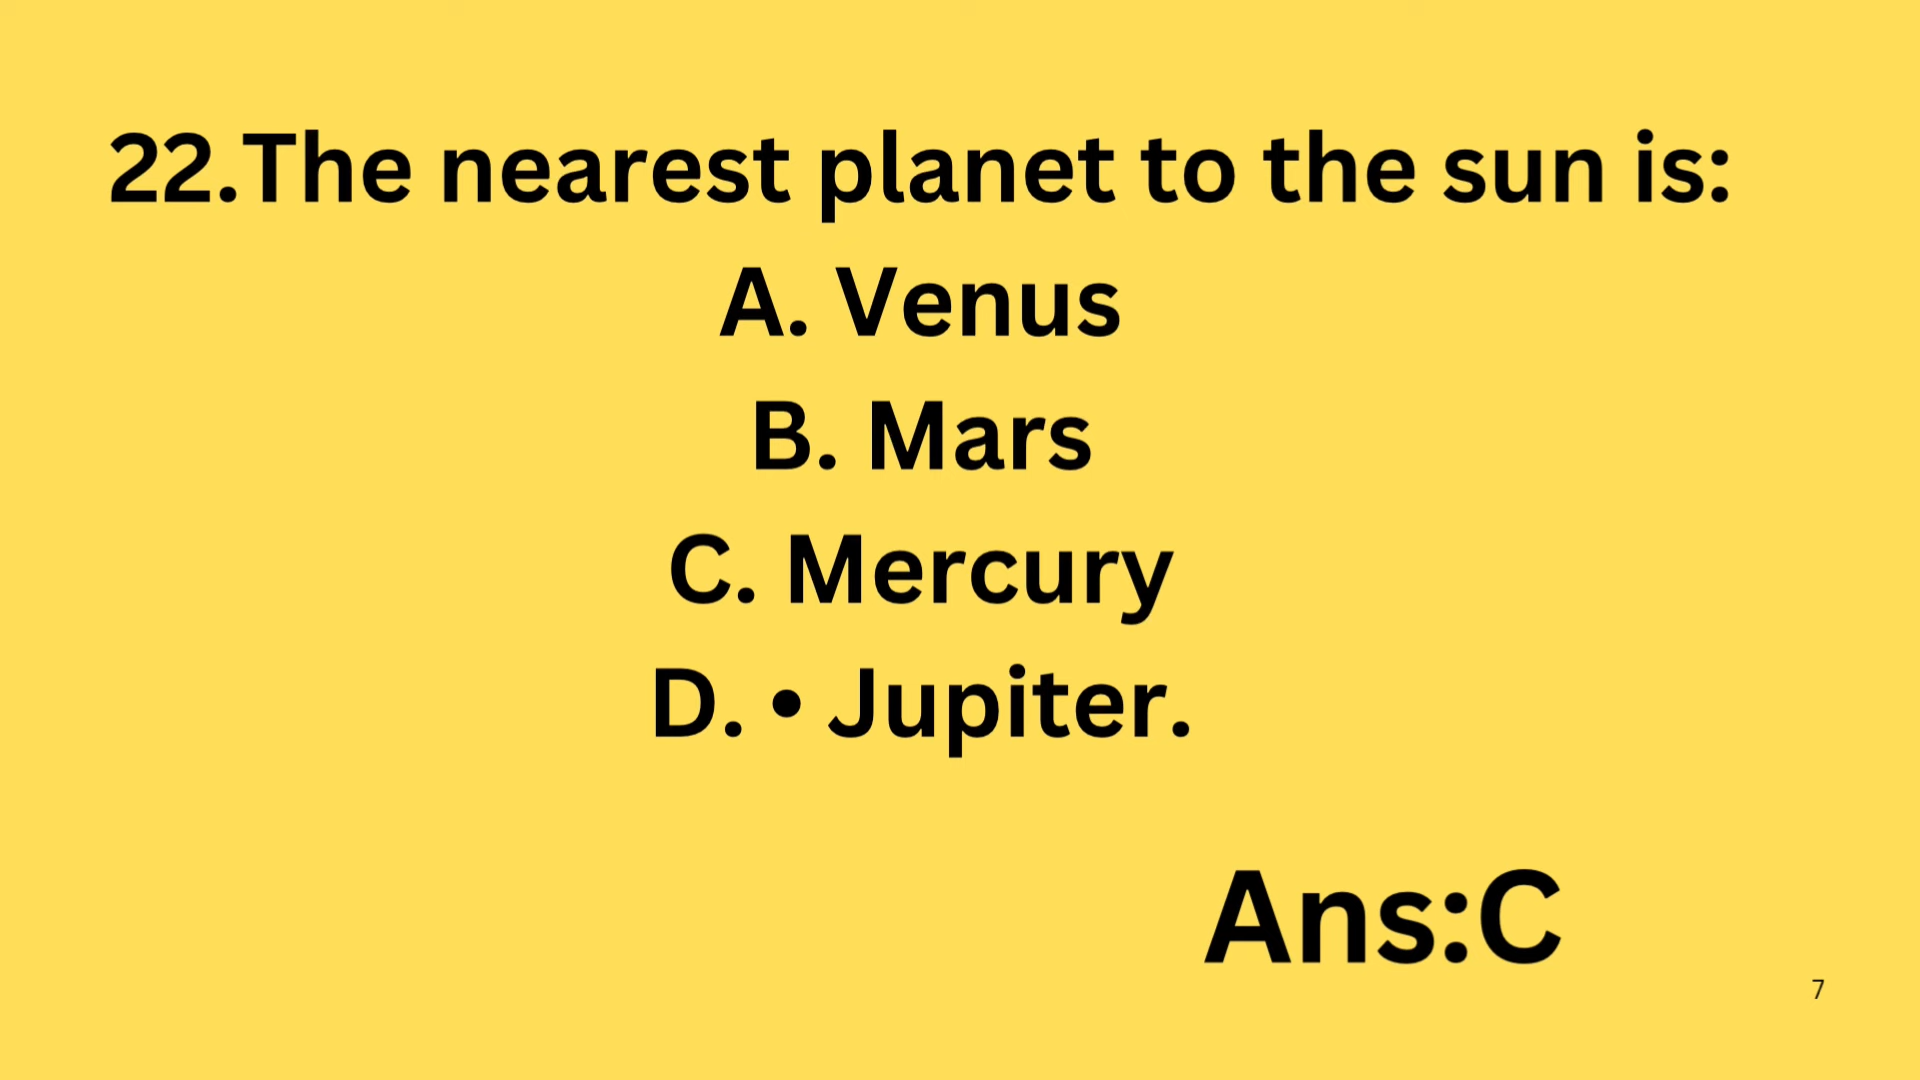 22.The nearest planet to the sun is:
A. Venus
B. Mars
C. Mercury
D. • Jupiter.
Ans:C
7